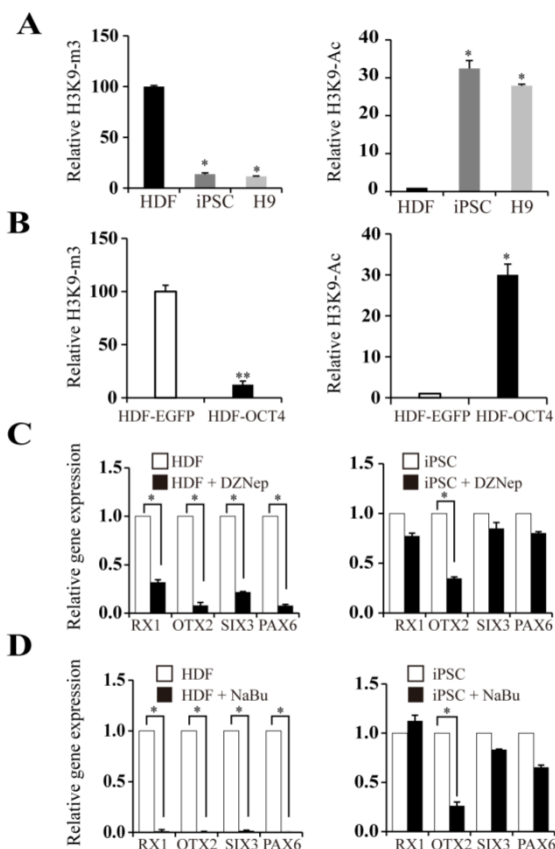 A
Relative H3K9-m3
150
100
50
0
*
*
HDF iPSC H9
Relative H3K9-Ac
40
30
20
10
0
*
*
HDF iPSC H9
B
Relative H3K9-m3
150
100
50
0
**
HDF-EGFP HDF-OCT4
Relative H3K9-Ac
40
30
20
10
0
*
HDF-EGFP HDF-OCT4
C
Relative gene expression
1.5
1.0
0.5
0.0
HDF
HDF + DZNep
* * * *
RX1 OTX2 SIX3 PAX6
1.5
1.0
0.5
0.0
iPSC
iPSC + DZNep
*
RX1 OTX2 SIX3 PAX6
D
Relative gene expression
1.5
1.0
0.5
0.0
HDF
HDF + NaBu
* * * *
RX1 OTX2 SIX3 PAX6
1.5
1.0
0.5
0.0
iPSC
iPSC + NaBu
*
RX1 OTX2 SIX3 PAX6